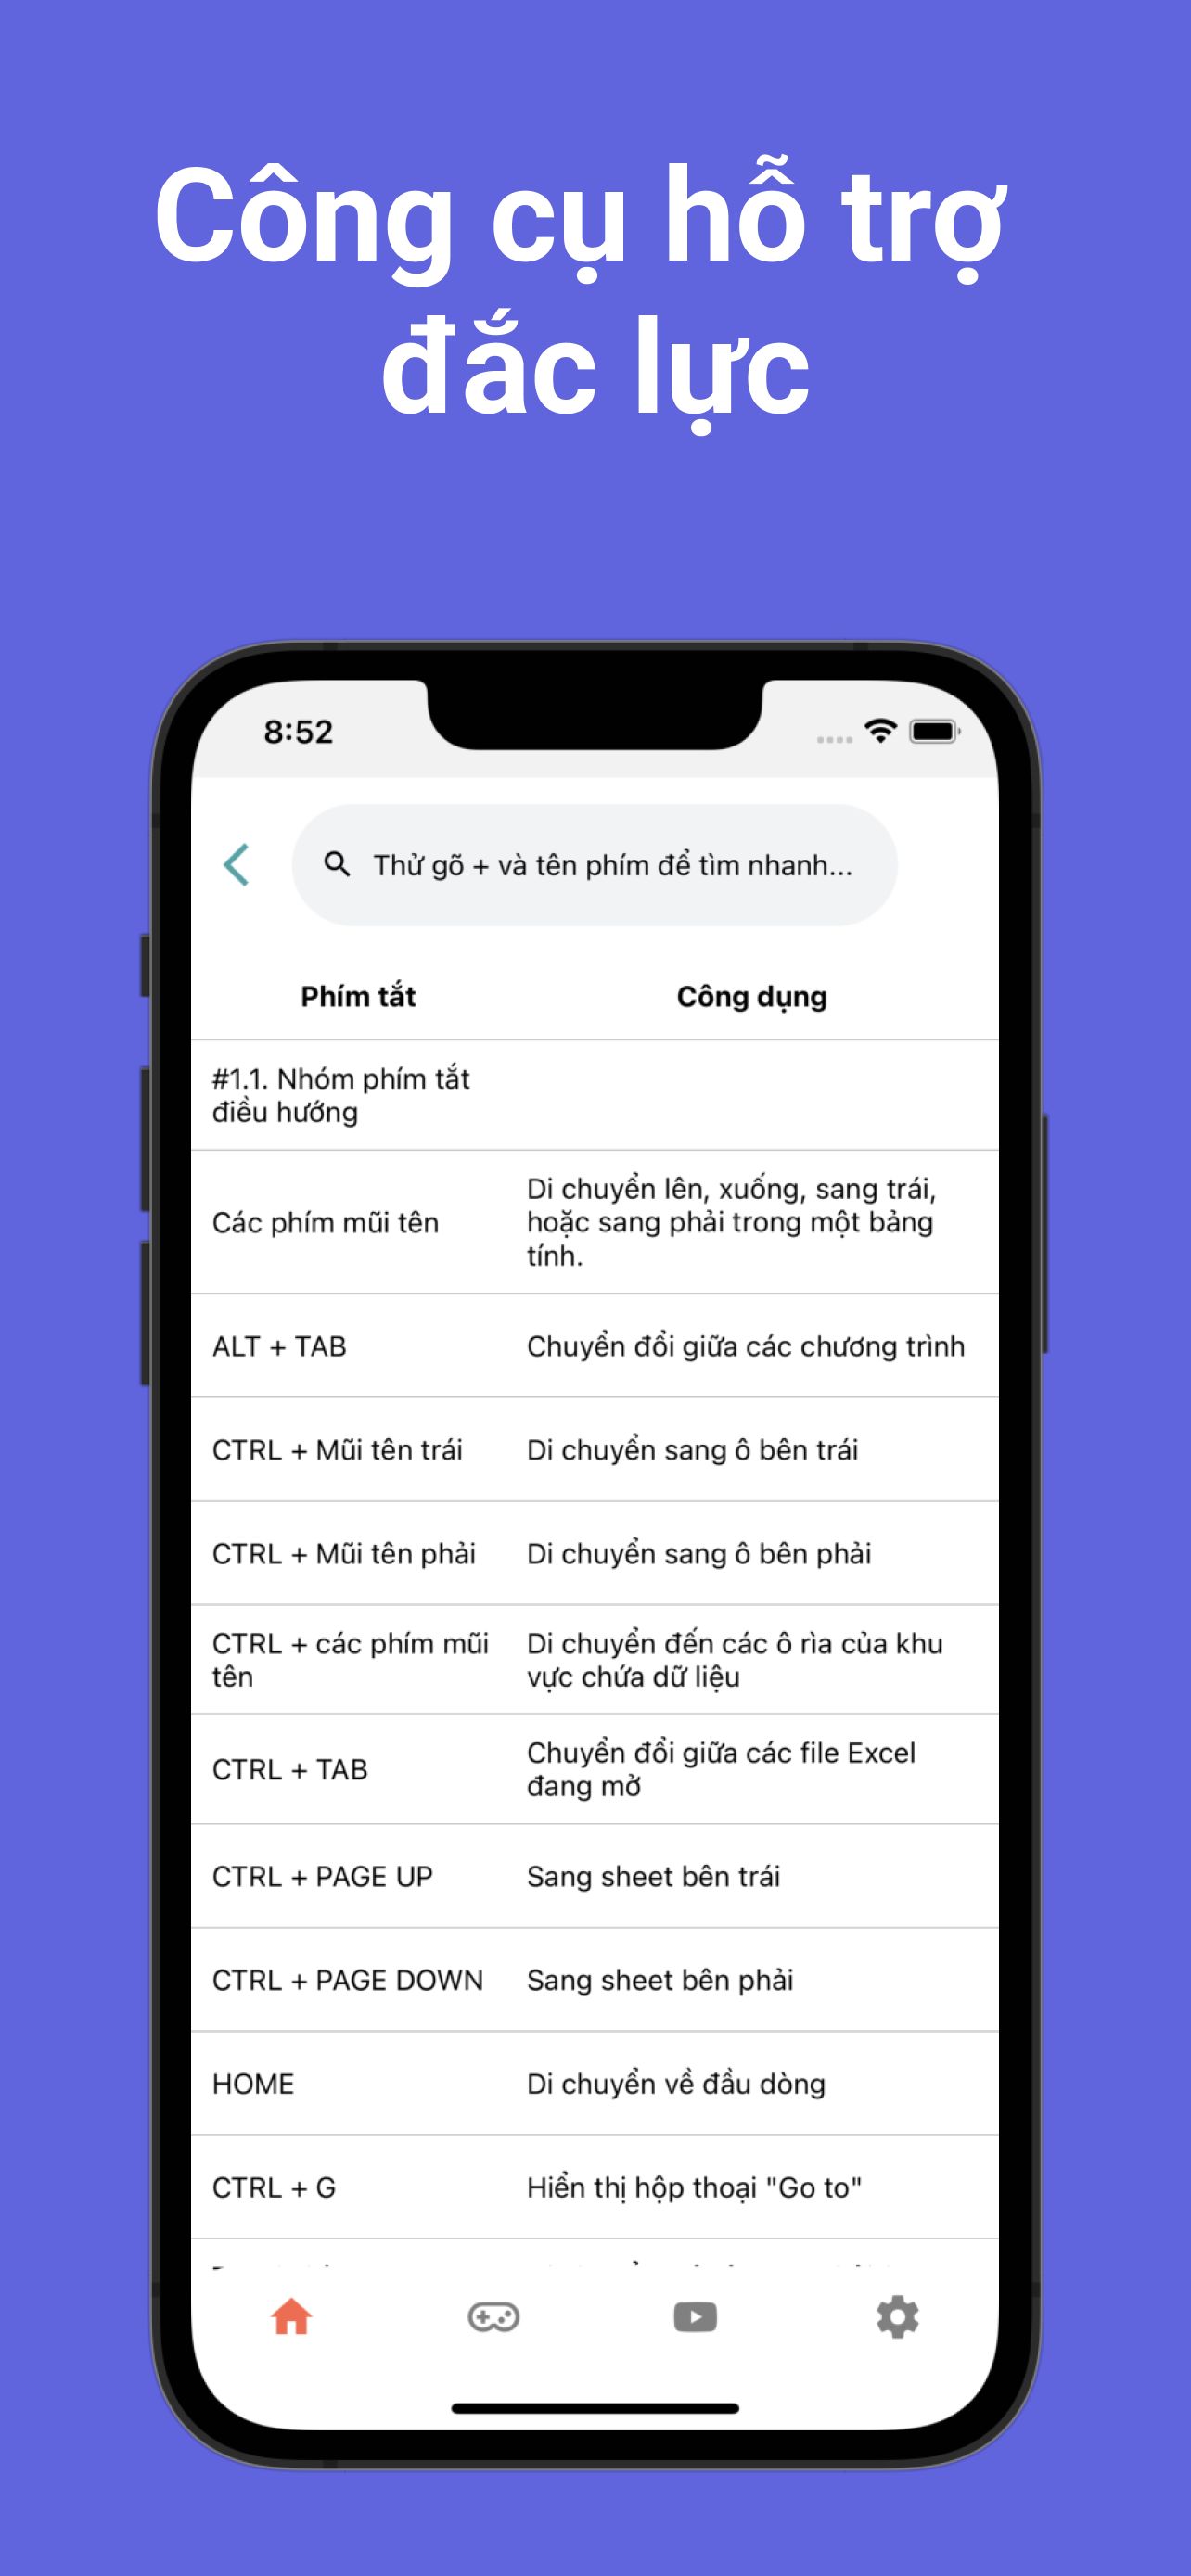 Công cụ hỗ trợ
đắc lực
8:52
Thử gõ + và tên phím để tìm nhanh...
Phím tắt Công dụng
#1.1. Nhóm phím tắt
điều hướng
Di chuyển lên, xuống, sang trái,
Các phím mũi tên hoặc sang phải trong một bảng
tính.
ALT + TAB Chuyển đổi giữa các chương trình
CTRL + Mũi tên trái Di chuyển sang ô bên trái
CTRL + Mũi tên phải Di chuyển sang ô bên phải
CTRL + các phím mũi Di chuyển đến các ô rìa của khu
tên vực chứa dữ liệu
Chuyển đổi giữa các file Excel
CTRL + TAB
đang mở
CTRL + PAGE UP Sang sheet bên trái
CTRL + PAGE DOWN Sang sheet bên phải
HOME Di chuyển về đầu dòng
CTRL + G Hiển thị hộp thoại "Go to"